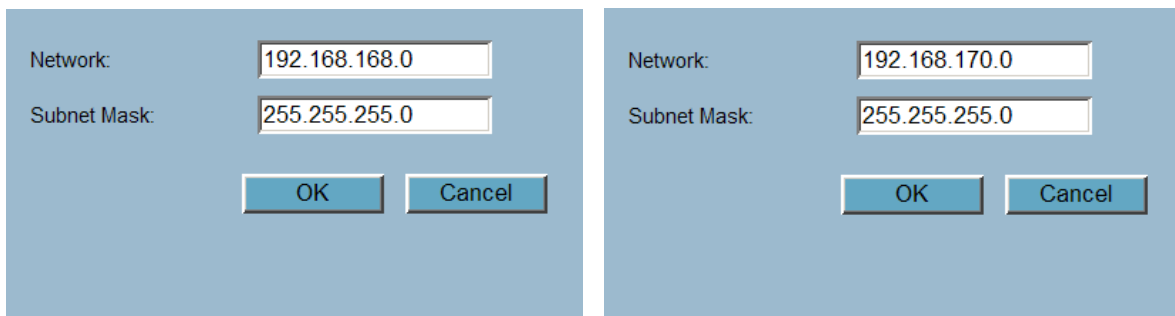 Network: 192.168.168.0
Subnet Mask: 255.255.255.0
OK Cancel
Network: 192.168.170.0
Subnet Mask: 255.255.255.0
OK Cancel